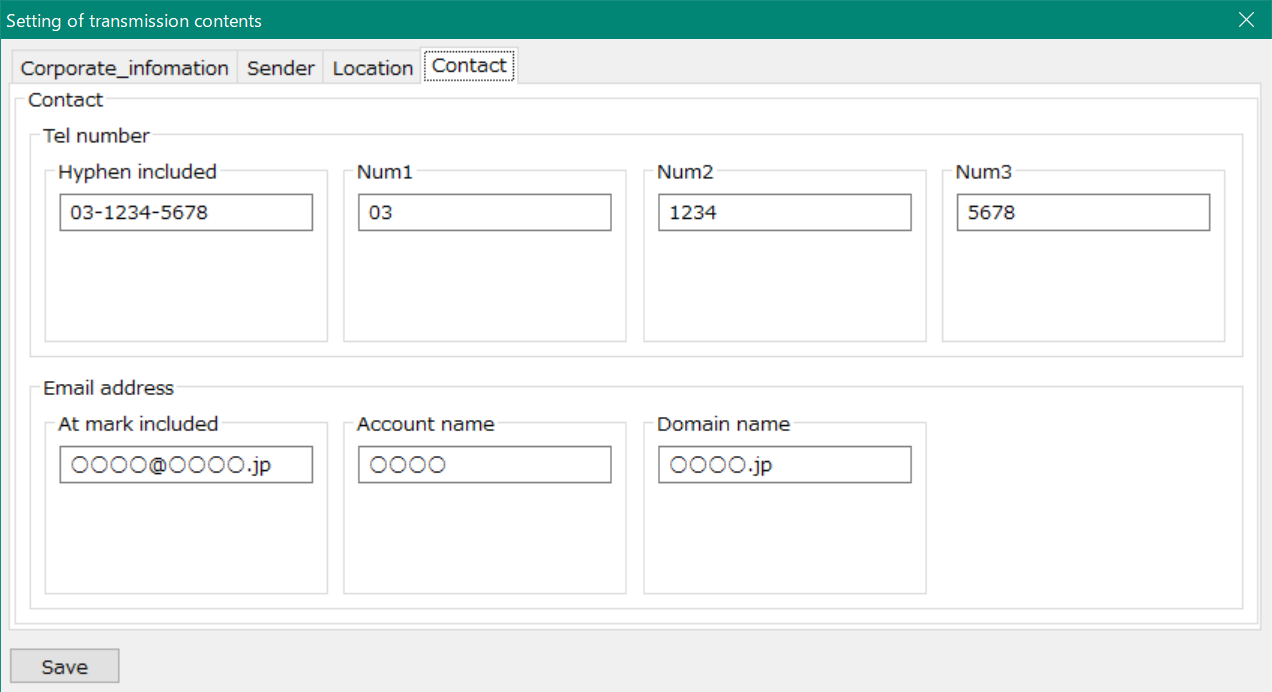 Setting of transmission contents
Corporate_infomation Sender Location Contact
Contact
Tel number
Hyphen included Num1 Num2 Num3
03-1234-5678 03 1234 5678
Email address
At mark included Account name Domain name
○○○○@○○○○.jp ○○○○ ○○○○.jp
Save